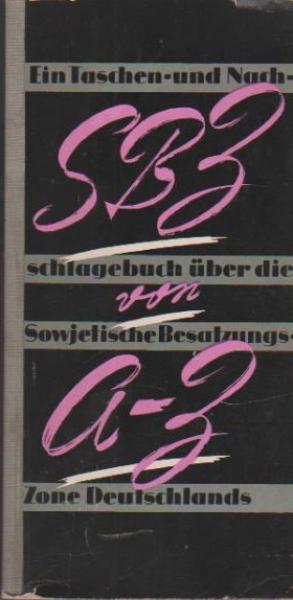 Ein Taschen-und Nach-
SBZ
schlagebuch über die
von
Sowjetische Besatzungs-
A-Z
Zone Deutschlands